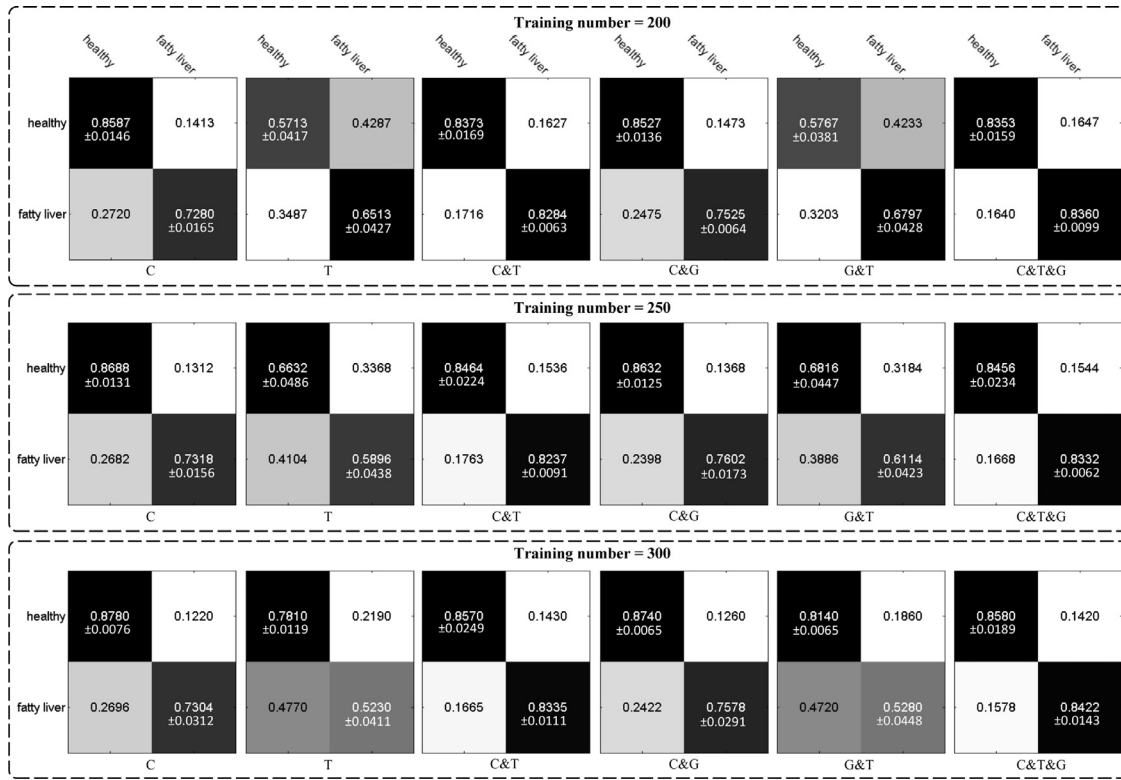 Training number = 200
healthy fatty liver healthy fatty liver healthy fatty liver healthy fatty liver healthy fatty liver healthy fatty liver
healthy 0.8587 0.1413 0.5713 0.4287 0.8373 0.1627 0.8527 0.1473 0.5767 0.4233 0.8353 0.1647
±0.0146 ±0.0417 ±0.0169 ±0.0136 ±0.0381 ±0.0159
fatty liver 0.2720 0.7280 0.3487 0.6513 0.1716 0.8284 0.2475 0.7525 0.3203 0.6797 0.1640 0.8360
±0.0165 ±0.0427 ±0.0063 ±0.0064 ±0.0428 ±0.0099
C T C&T C&G G&T C&T&G
Training number = 250
healthy 0.8688 0.1312 0.6632 0.3368 0.8464 0.1536 0.8632 0.1368 0.6816 0.3184 0.8456 0.1544
±0.0131 ±0.0486 ±0.0224 ±0.0125 ±0.0447 ±0.0234
fatty liver 0.2682 0.7318 0.4104 0.5896 0.1763 0.8237 0.2398 0.7602 0.3886 0.6114 0.1668 0.8332
±0.0156 ±0.0438 ±0.0091 ±0.0173 ±0.0423 ±0.0062
C T C&T C&G G&T C&T&G
Training number = 300
healthy 0.8780 0.1220 0.7810 0.2190 0.8570 0.1430 0.8740 0.1260 0.8140 0.1860 0.8580 0.1420
±0.0076 ±0.0119 ±0.0249 ±0.0065 ±0.0065 ±0.0189
fatty liver 0.2696 0.7304 0.4770 0.5230 0.1665 0.8335 0.2422 0.7578 0.4720 0.5280 0.1578 0.8422
±0.0312 ±0.0411 ±0.0111 ±0.0291 ±0.0448 ±0.0143
C T C&T C&G G&T C&T&G